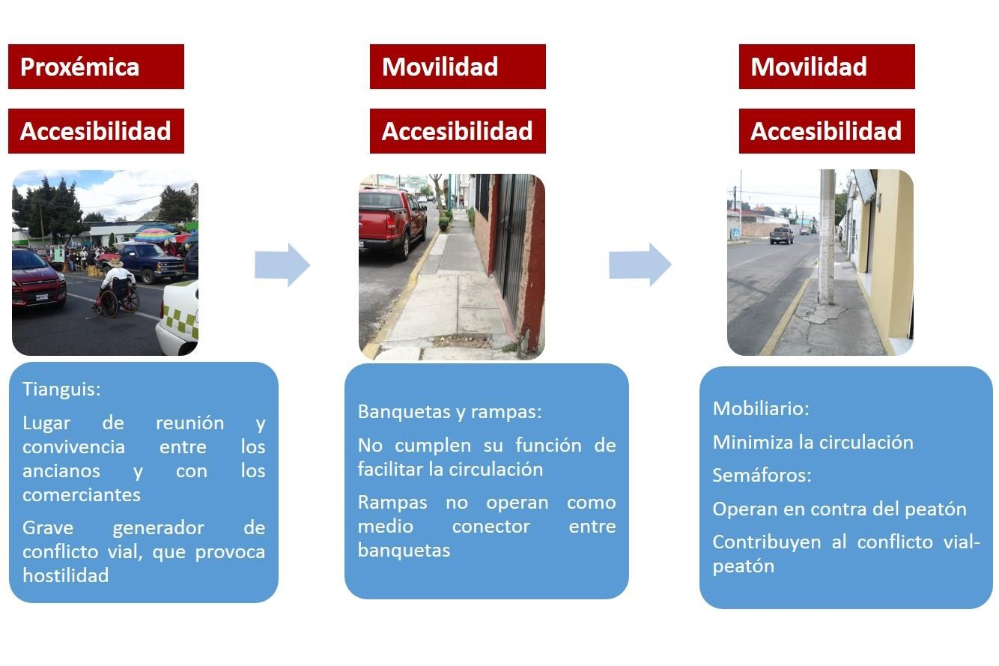 Proxémica
Accesibilidad
Tianguis:
Lugar de reunión y
convivencia entre los
ancianos y con los
comerciantes
Grave generador de
conflicto vial, que provoca
hostilidad
Movilidad
Accesibilidad
Banquetas y rampas:
No cumplen su función de
facilitar la circulación
Rampas no operan como
medio conector entre
banquetas
Movilidad
Accesibilidad
Mobiliario:
Minimiza la circulación
Semáforos:
Operan en contra del peatón
Contribuyen al conflicto vial-
peatón